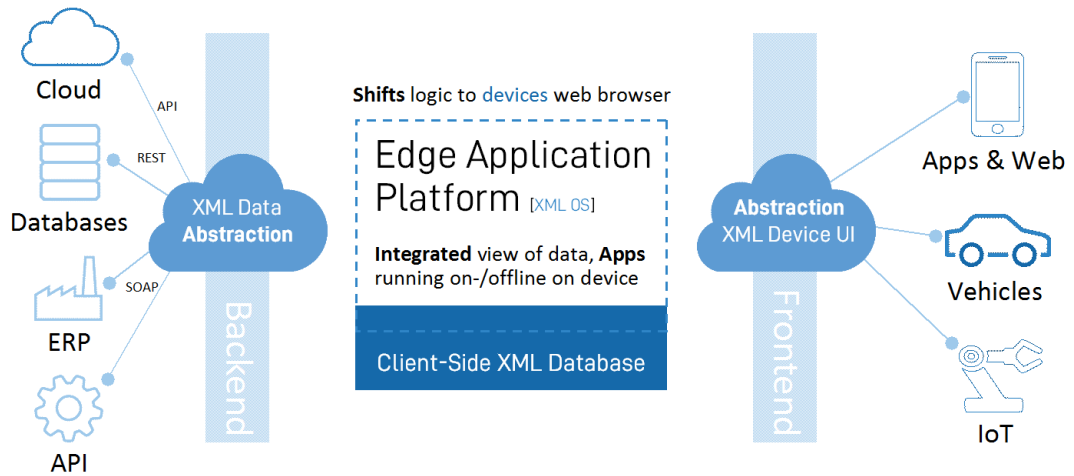 Cloud
API
REST
Databases
SOAP
ERP
API
XML Data
Abstraction
Backend
Shifts logic to devices web browser
Edge Application
Platform [XML OS]
Integrated view of data, Apps
running on-/offline on device
Client-Side XML Database
Abstraction
XML Device UI
Frontend
Apps & Web
Vehicles
IoT